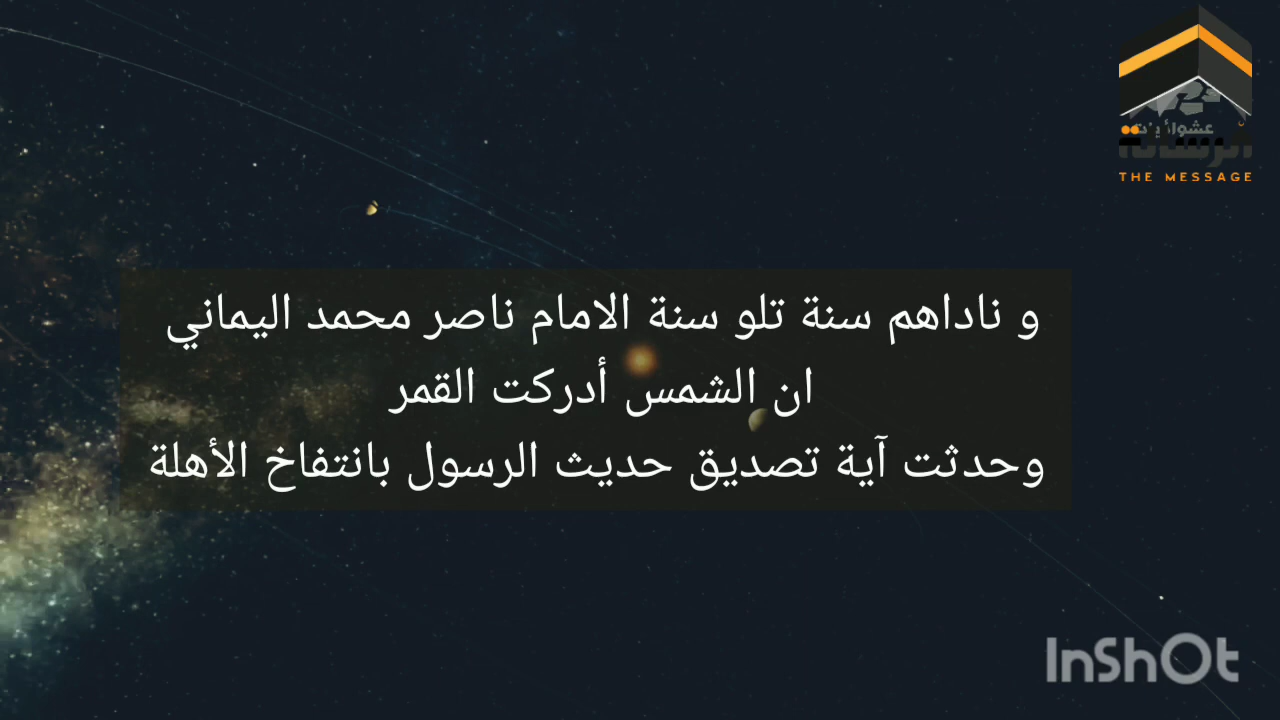 و ناداهم سنة تلو سنة الامام ناصر محمد اليماني
ان الشمس أدركت القمر
وحدثت آية تصديق حديث الرسول بانتفاخ الأهلة
عشوائيات
THE MESSAGE
InShOt